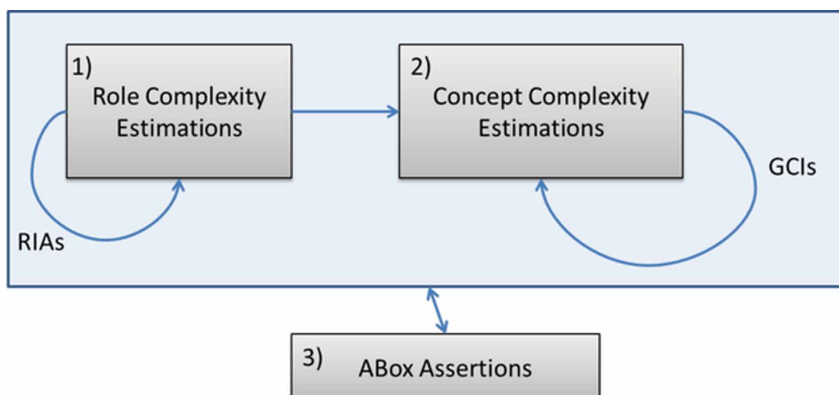 1)
Role Complexity
Estimations
2)
Concept Complexity
Estimations
GCIs
RIAs
3)
ABox Assertions